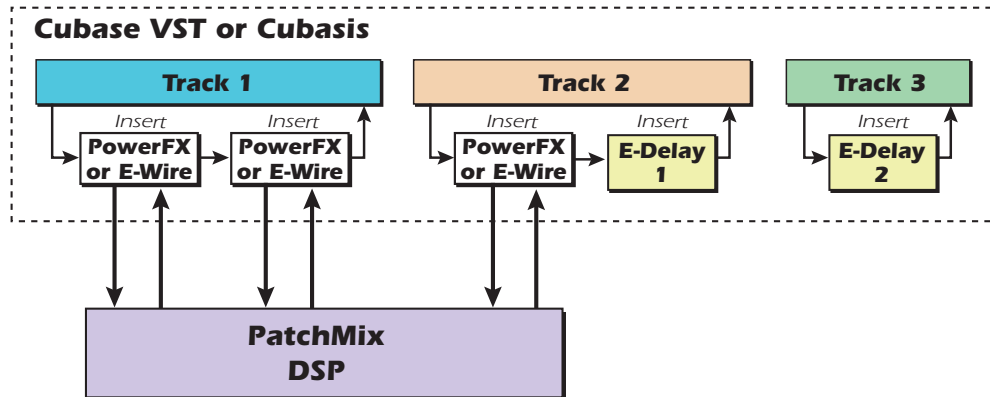 Cubase VST or Cubasis
Track 1
Track 2
Track 3
Insert
Insert
Insert
Insert
Insert
PowerFX
or E-Wire
PowerFX
or E-Wire
PowerFX
or E-Wire
E-Delay
1
E-Delay
2
PatchMix
DSP